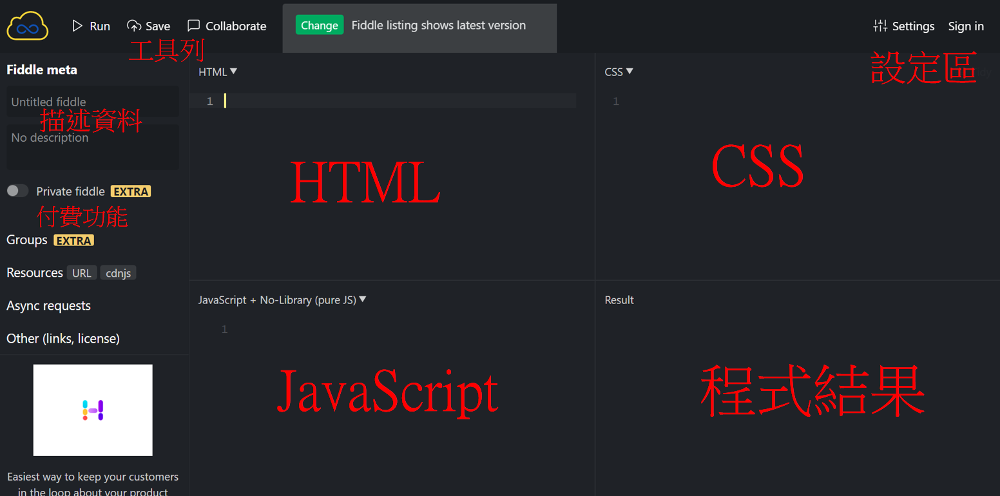 Run Save Collaborate
Change Fiddle listing shows latest version
Settings Sign in
工具列
設定區
Fiddle meta
Untitled fiddle
描述資料
No description
Private fiddle EXTRA
付費功能
Groups EXTRA
Resources URL cdnjs
Async requests
Other (links, license)
Easiest way to keep your customers
in the loop about your product
HTML
1
HTML
CSS
1
CSS
JavaScript + No-Library (pure JS)
1
JavaScript
Result
程式結果